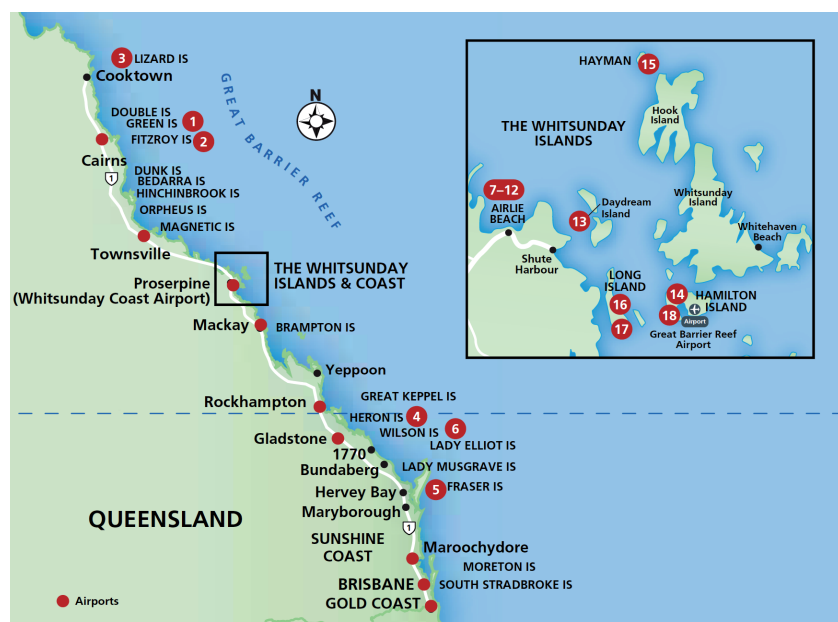 3 LIZARD IS
Cooktown
GREAT BARRIER REEF
N
DOUBLE IS
GREEN IS 1
FITZROY IS 2
Cairns
1
DUNK IS
BEDARRA IS
HINCHINBROOK IS
ORPHEUS IS
MAGNETIC IS
Townsville
THE WHITSUNDAY
ISLANDS & COAST
Proserpine
(Whitsunday Coast Airport)
Mackay
BRAMPTON IS
Yeppoon
GREAT KEPPEL IS
Rockhampton
HERON IS 4
WILSON IS 6
LADY ELLIOT IS
Gladstone
1770
Bundaberg
LADY MUSGRAVE IS
5 FRASER IS
Hervey Bay
Maryborough
QUEENSLAND
1
SUNSHINE
COAST
Maroochydore
MORETON IS
BRISBANE
SOUTH STRADBROKE IS
GOLD COAST
Airports
HAYMAN 15
Hook
Island
THE WHITSUNDAY
ISLANDS
7–12
AIRLIE
BEACH
Daydream
Island
13
Whitsunday
Island
Whitehaven
Beach
Shute
Harbour
LONG
ISLAND
16
17
14
HAMILTON
ISLAND
18
Airport
Great Barrier Reef
Airport